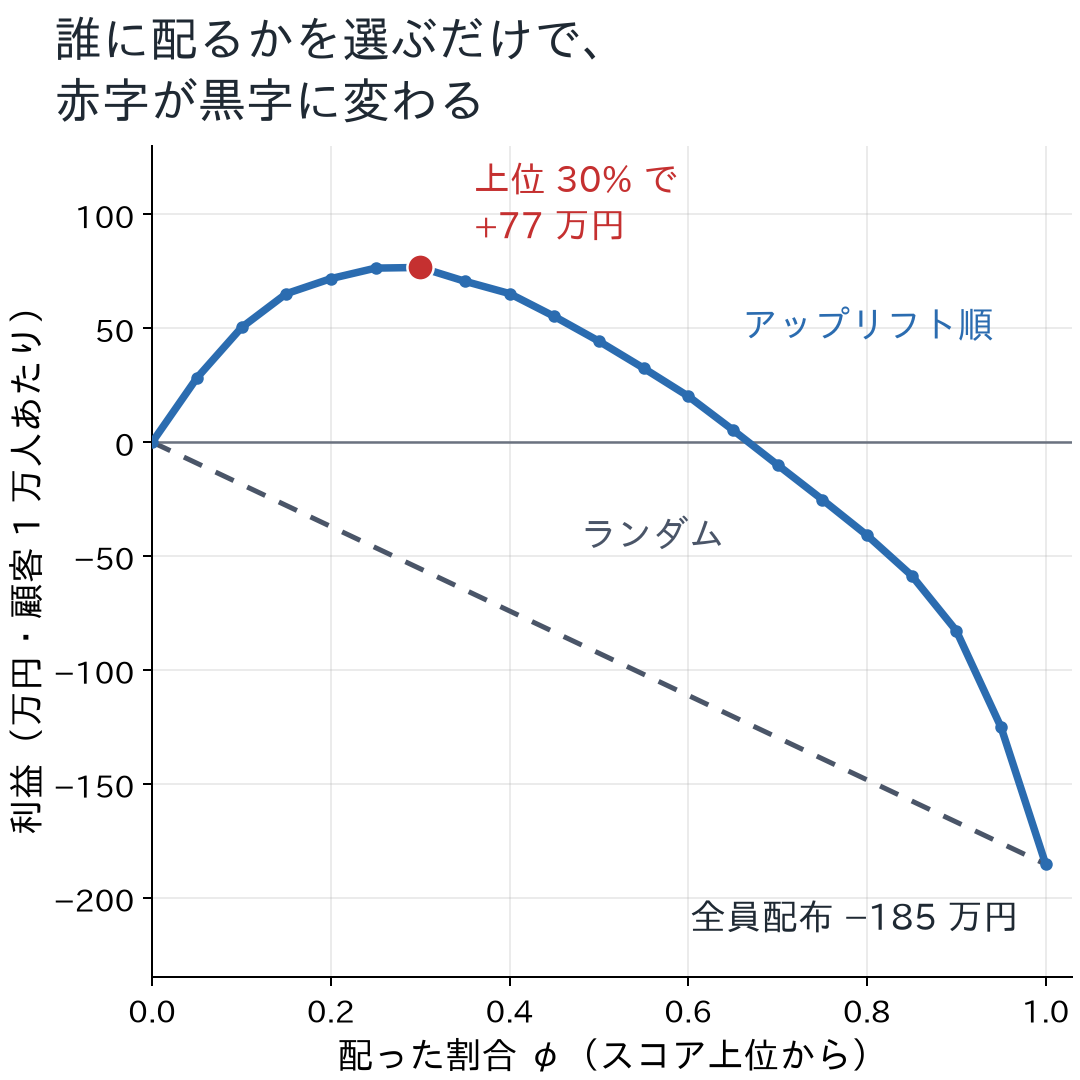 誰に配るかを選ぶだけで、
赤字が黒字に変わる
上位 30% で
+77 万円
アップリフト順
ランダム
全員配布 −185 万円
利益（万円・顧客 1 万人あたり）
100
50
0
−50
−100
−150
−200
0.0
0.2
0.4
0.6
0.8
1.0
配った割合 φ（スコア上位から）